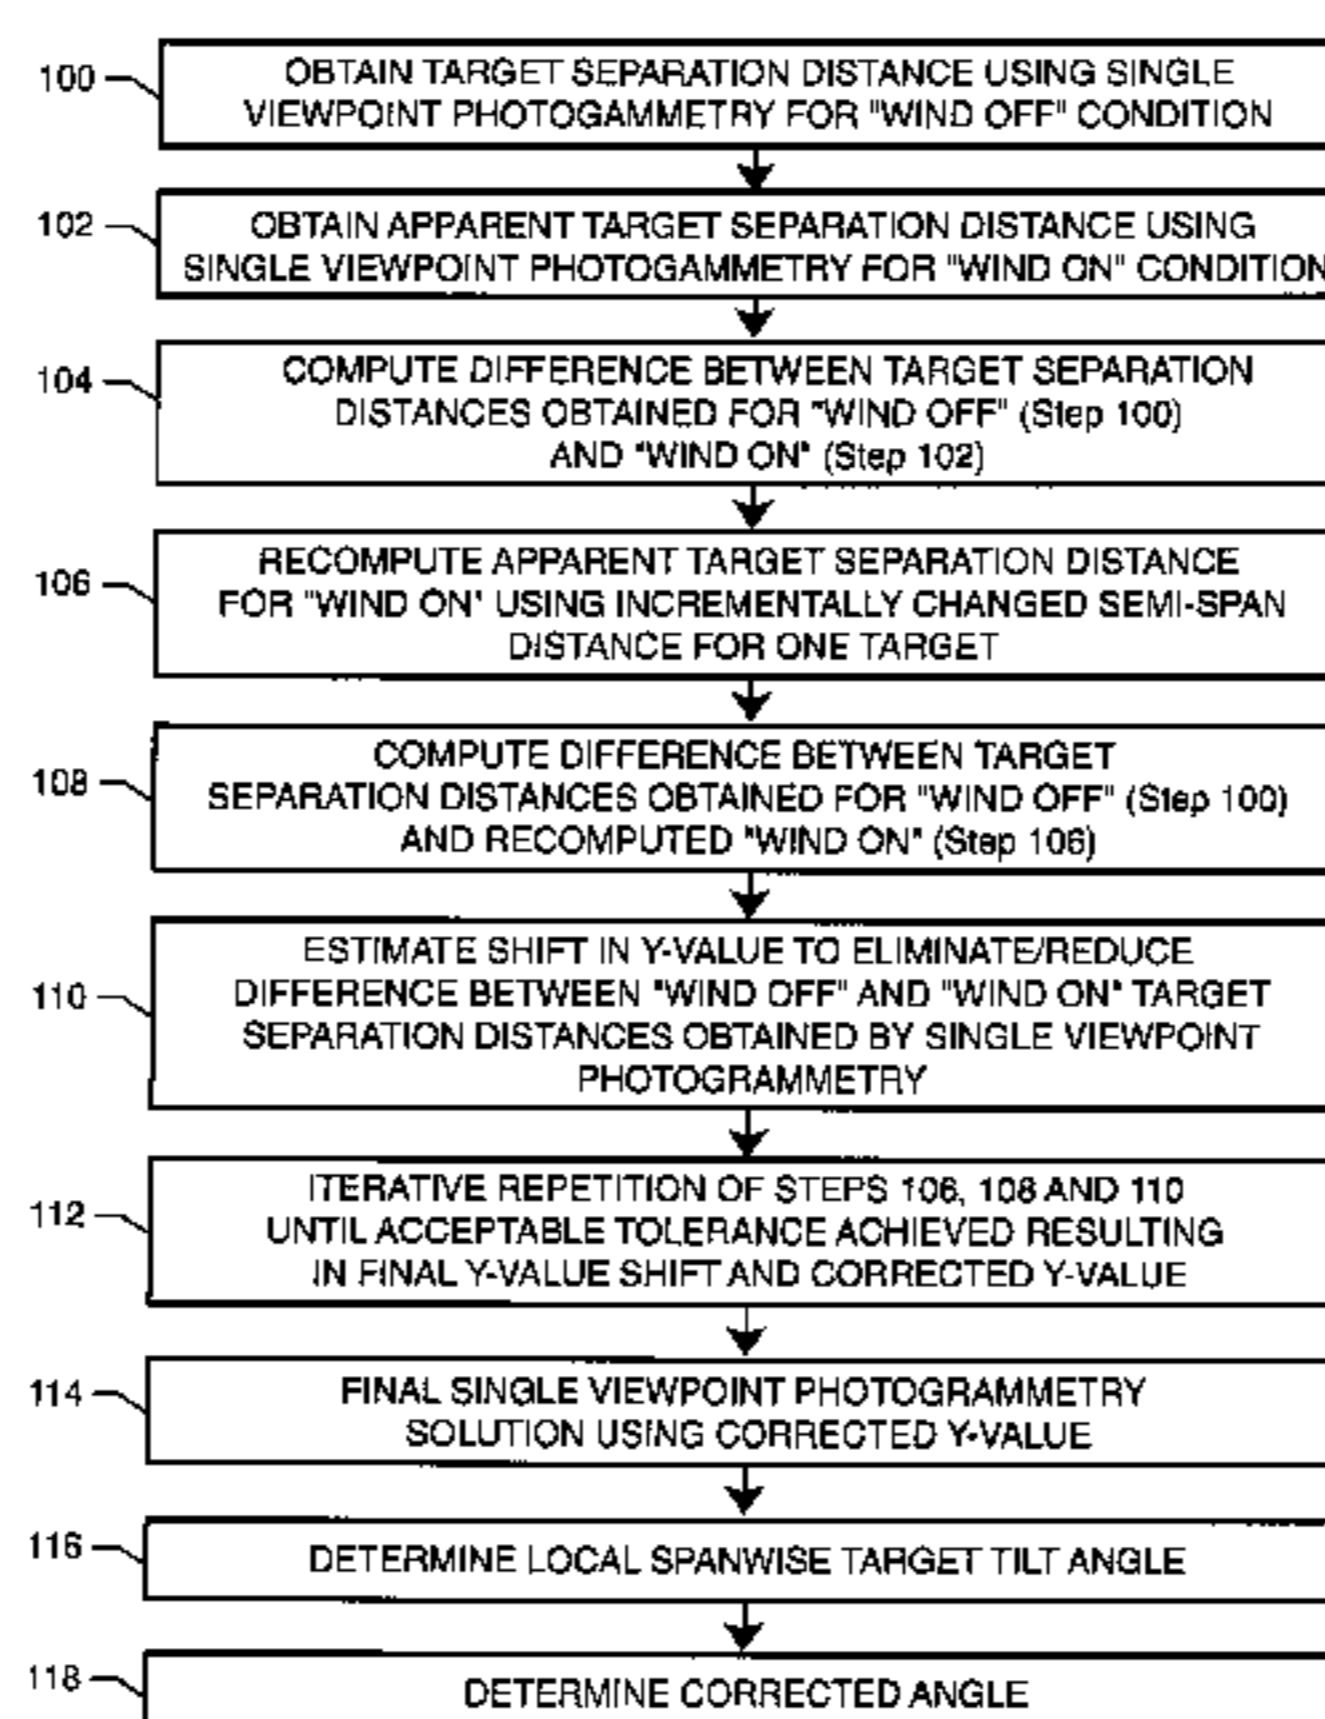 100
OBTAIN TARGET SEPARATION DISTANCE USING SINGLE
VIEWPOINT PHOTOGAMMETRY FOR "WIND OFF" CONDITION
102
OBTAIN APPARENT TARGET SEPARATION DISTANCE USING
SINGLE VIEWPOINT PHOTOGAMMETRY FOR "WIND ON" CONDITION
104
COMPUTE DIFFERENCE BETWEEN TARGET SEPARATION
DISTANCES OBTAINED FOR "WIND OFF" (Step 100)
AND "WIND ON" (Step 102)
106
RECOMPUTE APPARENT TARGET SEPARATION DISTANCE
FOR "WIND ON" USING INCREMENTALLY CHANGED SEMI-SPAN
DISTANCE FOR ONE TARGET
108
COMPUTE DIFFERENCE BETWEEN TARGET
SEPARATION DISTANCES OBTAINED FOR "WIND OFF" (Step 100)
AND RECOMPUTED "WIND ON" (Step 106)
110
ESTIMATE SHIFT IN Y-VALUE TO ELIMINATE/REDUCE
DIFFERENCE BETWEEN "WIND OFF" AND "WIND ON" TARGET
SEPARATION DISTANCES OBTAINED BY SINGLE VIEWPOINT
PHOTOGRAMMETRY
112
ITERATIVE REPETITION OF STEPS 106, 108 AND 110
UNTIL ACCEPTABLE TOLERANCE ACHIEVED RESULTING
IN FINAL Y-VALUE SHIFT AND CORRECTED Y-VALUE
114
FINAL SINGLE VIEWPOINT PHOTOGRAMMETRY
SOLUTION USING CORRECTED Y-VALUE
116
DETERMINE LOCAL SPANWISE TARGET TILT ANGLE
118
DETERMINE CORRECTED ANGLE